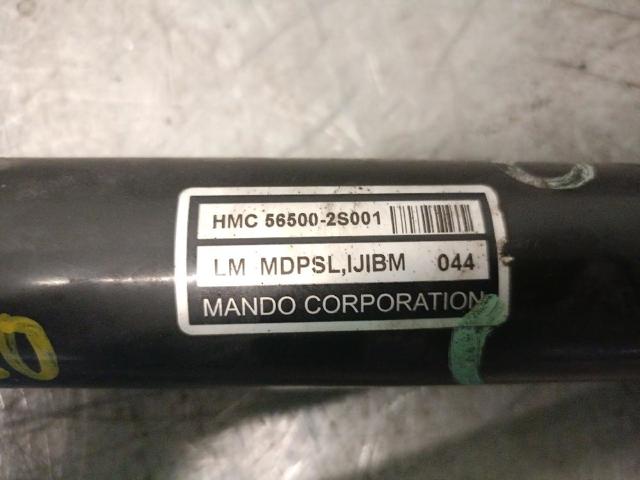 HMC 56500-2S001
LM MDPSL,IJIBM 044
MANDO CORPORATION